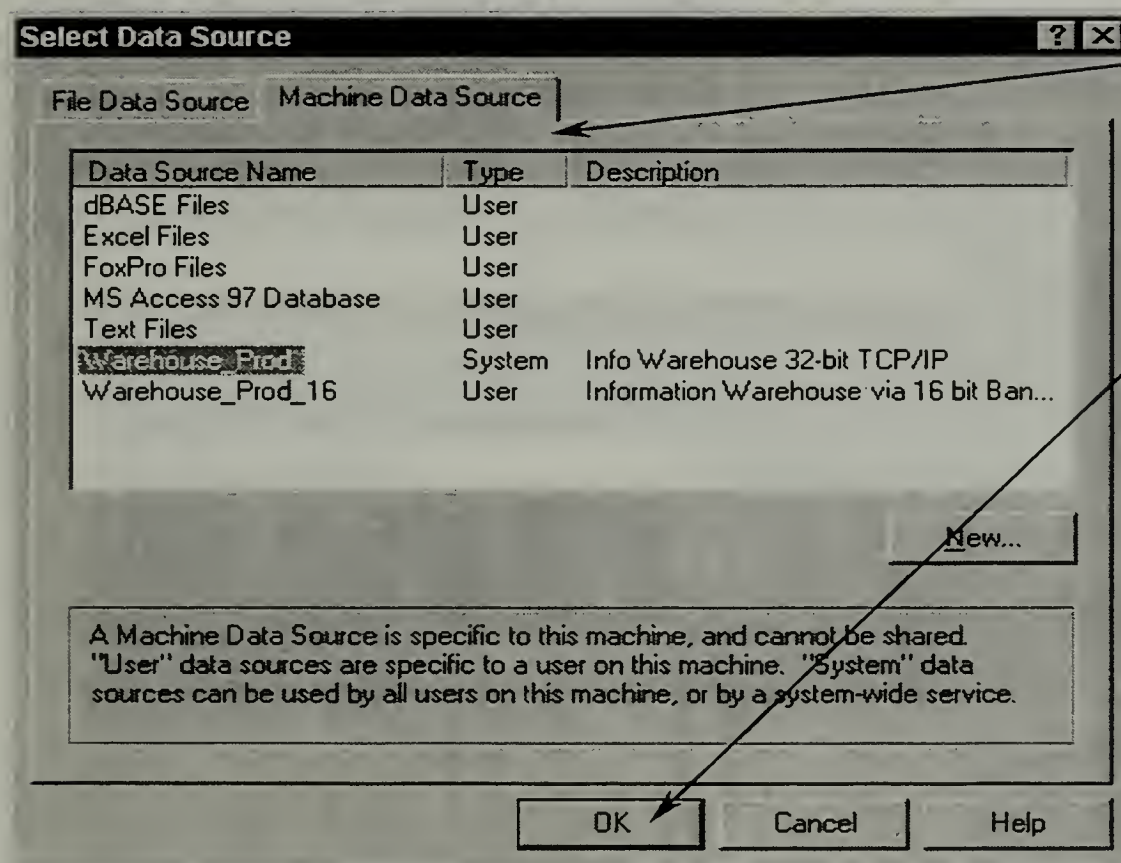 Select Data Source
File Data Source Machine Data Source
Data Source Name Type Description
dBASE Files User
Excel Files User
FoxPro Files User
MS Access 97 Database User
Text Files User
Warehouse_Prod System Info Warehouse 32-bit TCP/IP
Warehouse_Prod_16 User Information Warehouse via 16 bit Ban...
New...
A Machine Data Source is specific to this machine, and cannot be shared.
"User" data sources are specific to a user on this machine. "System" data
sources can be used by all users on this machine, or by a system-wide service.
OK Cancel Help